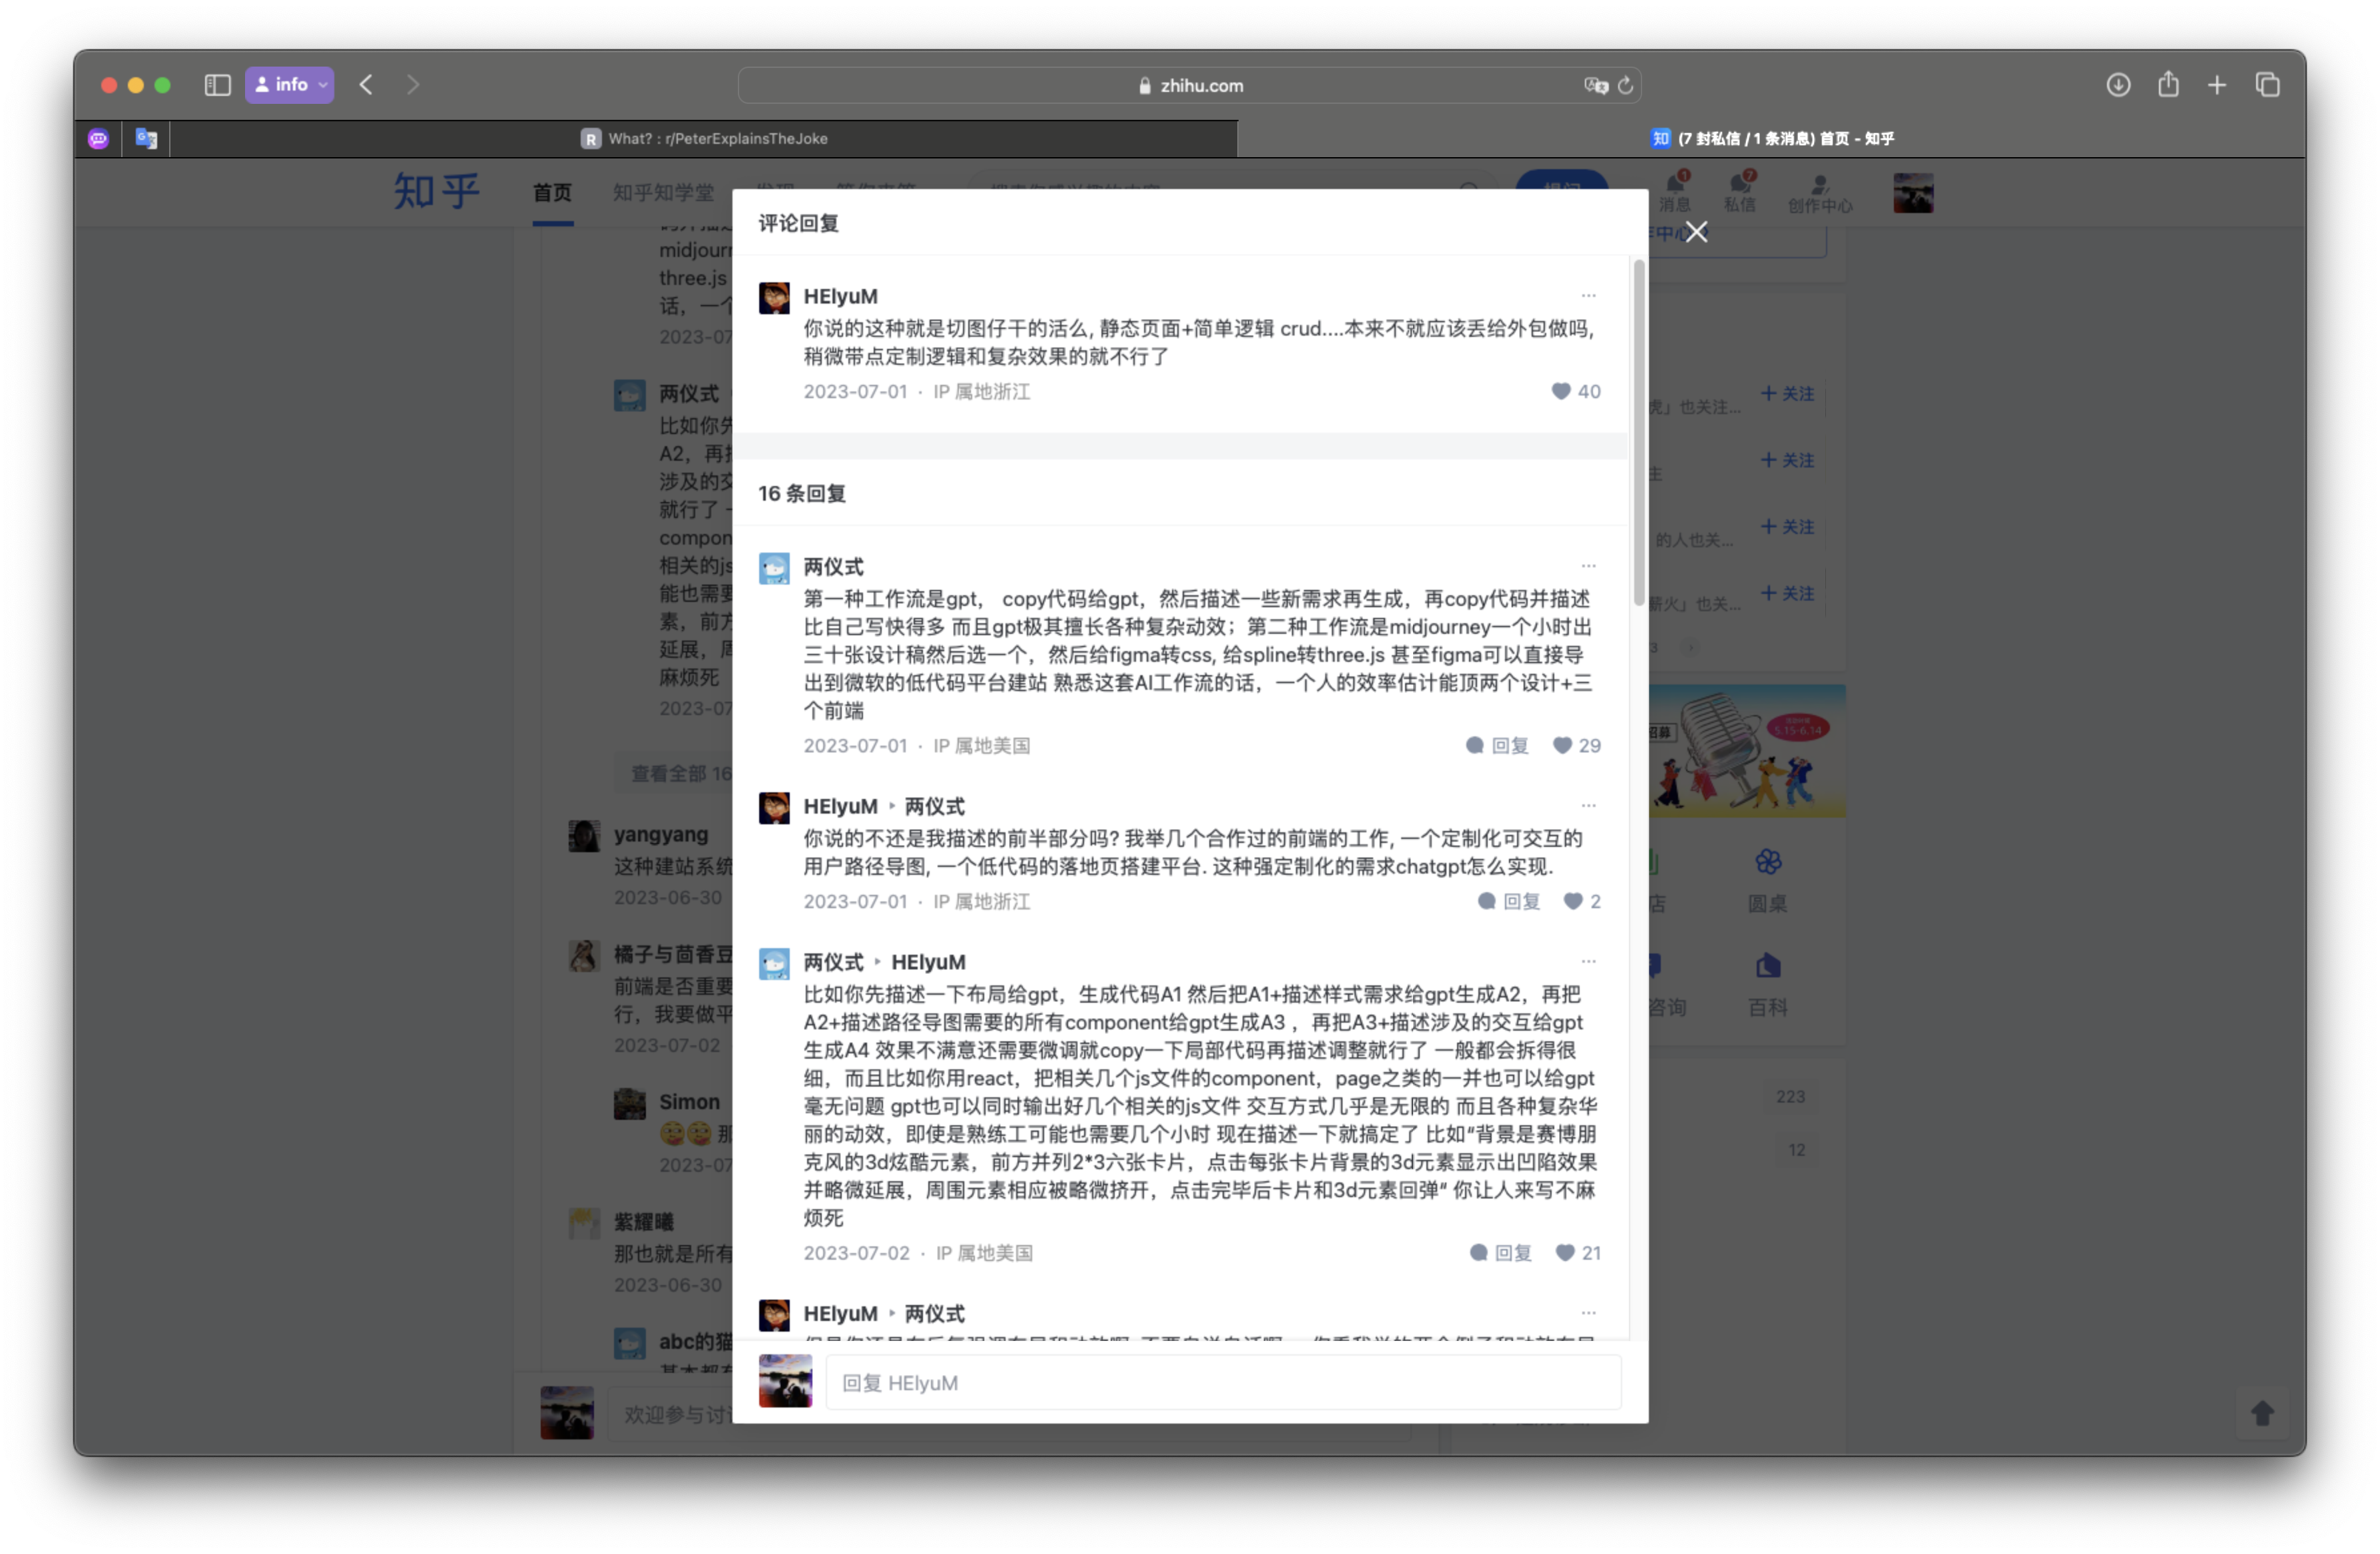 info
zhihu.com
What? : r/PeterExplainsTheJoke
知 (7 封私信 / 1 条消息) 首页 - 知乎
知乎 首页 知乎知学堂
1 7
消息 私信 创作中心
评论回复
HElyuM
你说的这种就是切图仔干的活么, 静态页面+简单逻辑 crud....本来不就应该丢给外包做吗,
稍微带点定制逻辑和复杂效果的就不行了
2023-07-01 · IP 属地浙江 40
16 条回复
两仪式
第一种工作流是gpt， copy代码给gpt，然后描述一些新需求再生成，再copy代码并描述
比自己写快得多 而且gpt极其擅长各种复杂动效；第二种工作流是midjourney一个小时出
三十张设计稿然后选一个，然后给figma转css, 给spline转three.js 甚至figma可以直接导
出到微软的低代码平台建站 熟悉这套AI工作流的话，一个人的效率估计能顶两个设计+三
个前端
2023-07-01 · IP 属地美国 回复 29
HElyuM 两仪式
你说的不还是我描述的前半部分吗? 我举几个合作过的前端的工作, 一个定制化可交互的
用户路径导图, 一个低代码的落地页搭建平台. 这种强定制化的需求chatgpt怎么实现.
2023-07-01 · IP 属地浙江 回复 2
两仪式 HElyuM
比如你先描述一下布局给gpt，生成代码A1 然后把A1+描述样式需求给gpt生成A2，再把
A2+描述路径导图需要的所有component给gpt生成A3 ，再把A3+描述涉及的交互给gpt
生成A4 效果不满意还需要微调就copy一下局部代码再描述调整就行了 一般都会拆得很
细，而且比如你用react，把相关几个js文件的component，page之类的一并也可以给gpt
毫无问题 gpt也可以同时输出好几个相关的js文件 交互方式几乎是无限的 而且各种复杂华
丽的动效，即使是熟练工可能也需要几个小时 现在描述一下就搞定了 比如“背景是赛博朋
克风的3d炫酷元素，前方并列2*3六张卡片，点击每张卡片背景的3d元素显示出凹陷效果
并略微延展，周围元素相应被略微挤开，点击完毕后卡片和3d元素回弹” 你让人来写不麻
烦死
2023-07-02 · IP 属地美国 回复 21
HElyuM 两仪式
回复 HElyuM
midjour
three.js
话，一个
2023-07
两仪式
比如你先
A2，再把
涉及的交
就行了
compon
相关的js
能也需要
素，前方
延展，周
麻烦死
2023-07
查看全部 16
yangyang
这种建站系统
2023-06-30
橘子与茴香豆
前端是否重要
行，我要做平
2023-07-02
Simon
那
2023-07
紫耀曦
那也就是所有
2023-06-30
abc的猫
欢迎参与讨
中心
虎」也关注... 关注
生 关注
的人也关... 关注
薪火」也关... 关注
3
招募
5.15-6.14
店 圆桌
咨询 百科
223
12